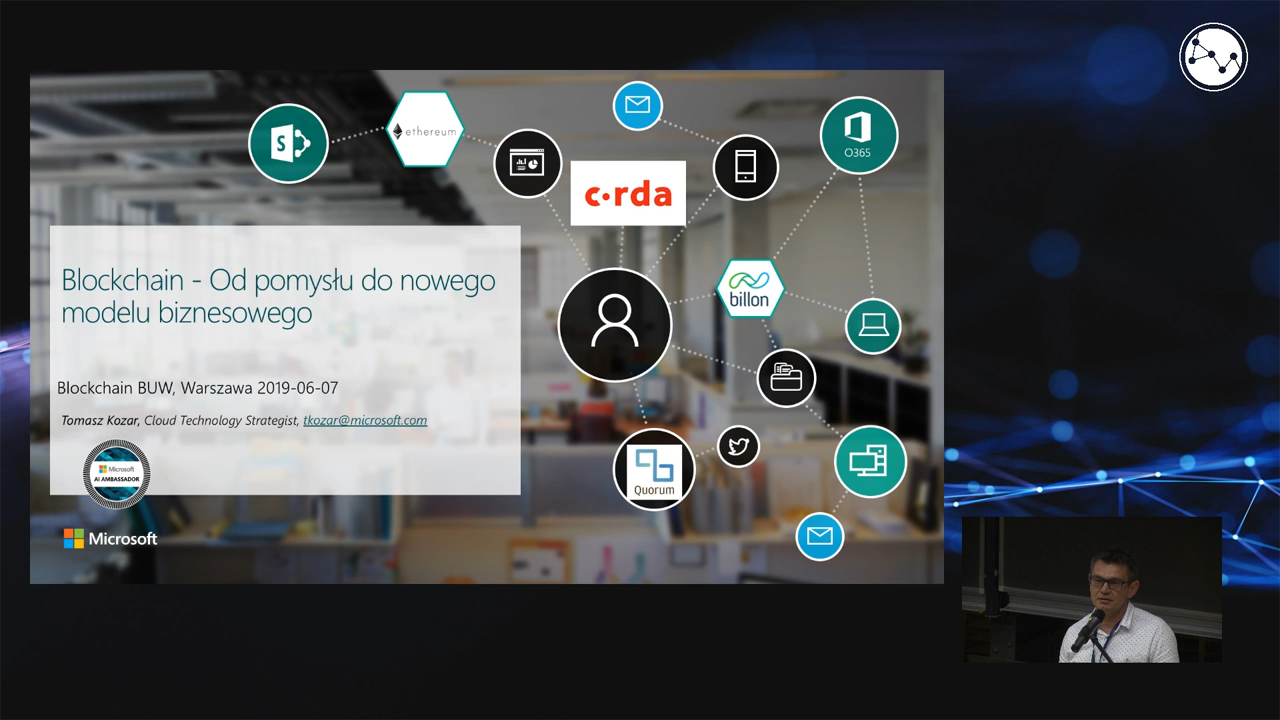 S
ethereum
O365
c·rda
Blockchain - Od pomysłu do nowego
modelu biznesowego
billon
Blockchain BUW, Warszawa 2019-06-07
Tomasz Kozar, Cloud Technology Strategist, tkozar@microsoft.com
Microsoft
AI AMBASSADOR
Quorum
Microsoft